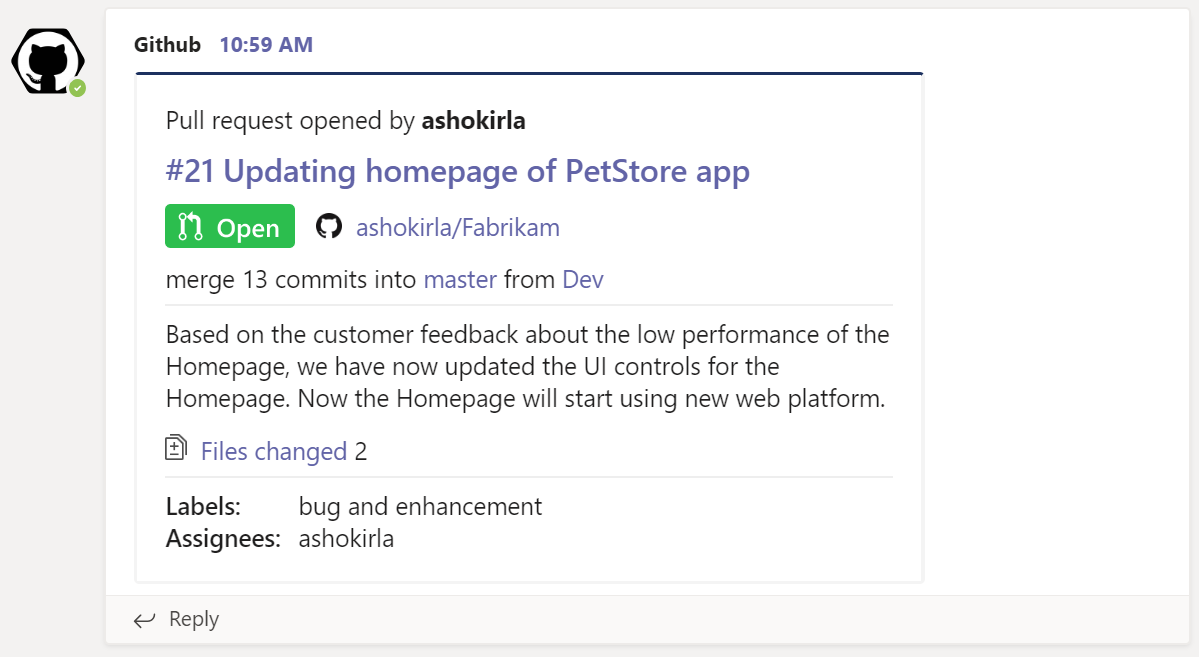 Github 10:59 AM
Pull request opened by ashokirla
#21 Updating homepage of PetStore app
Open ashokirla/Fabrikam
merge 13 commits into master from Dev
Based on the customer feedback about the low performance of the
Homepage, we have now updated the UI controls for the
Homepage. Now the Homepage will start using new web platform.
Files changed 2
Labels: bug and enhancement
Assignees: ashokirla
Reply